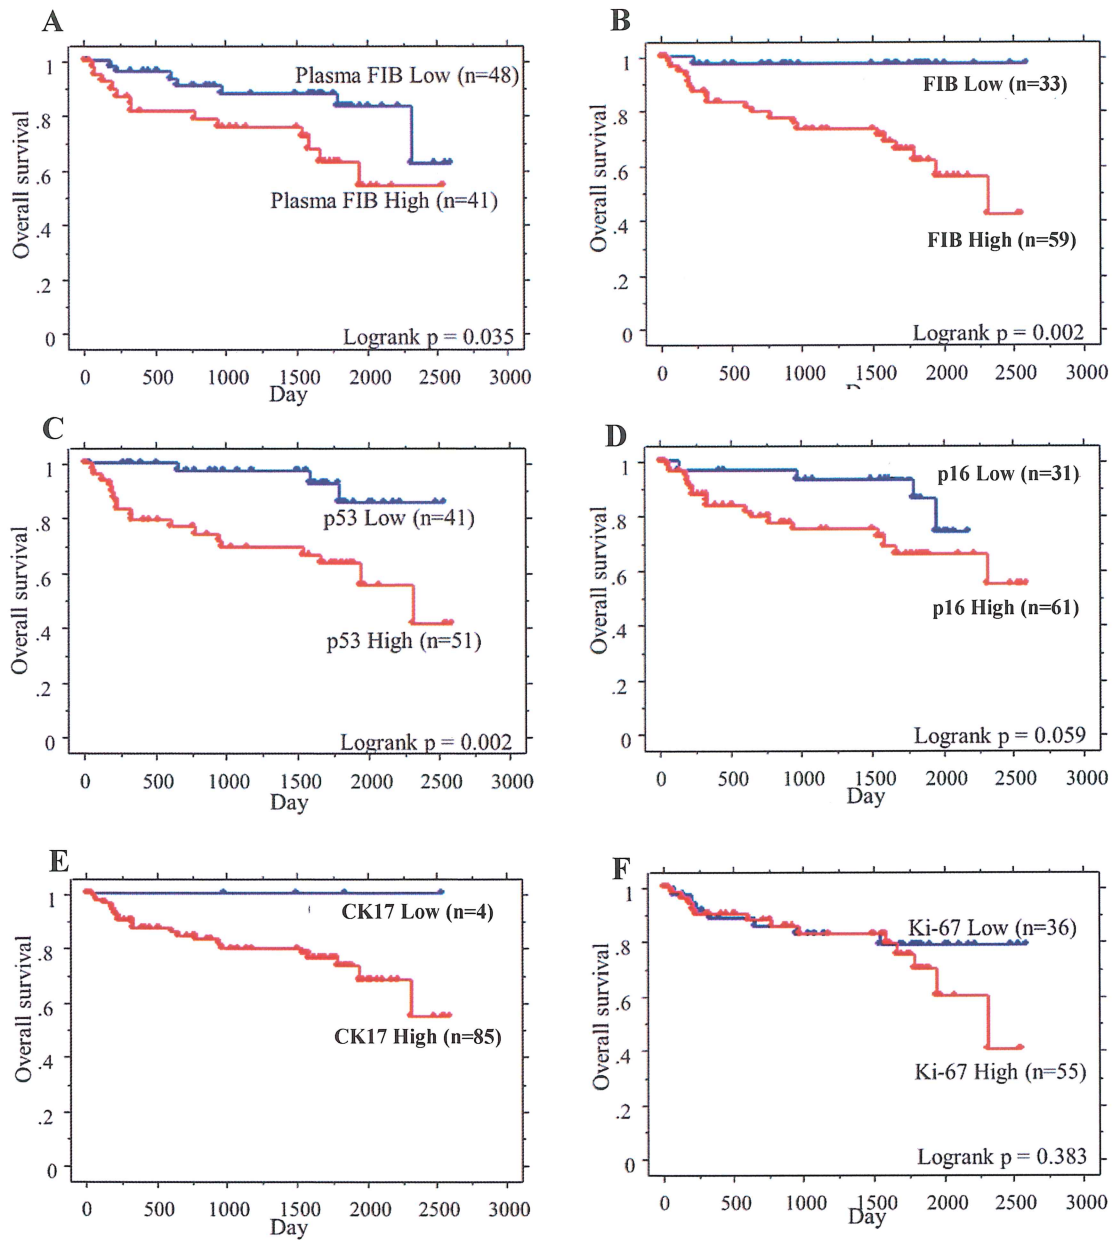 A
1
.8
.6
.4
.2
0
Overall survival
Plasma FIB Low (n=48)
Plasma FIB High (n=41)
Logrank p = 0.035
0 500 1000 1500 2000 2500 3000
Day
B
1
.8
.6
.4
.2
0
Overall survival
FIB Low (n=33)
FIB High (n=59)
Logrank p = 0.002
0 500 1000 1500 2000 2500 3000
C
1
.8
.6
.4
.2
0
Overall survival
p53 Low (n=41)
p53 High (n=51)
Logrank p = 0.002
0 500 1000 1500 2000 2500 3000
Day
D
1
.8
.6
.4
.2
0
Overall survival
p16 Low (n=31)
p16 High (n=61)
Logrank p = 0.059
0 500 1000 1500 2000 2500 3000
Day
E
1
.8
.6
.4
.2
0
Overall survival
CK17 Low (n=4)
CK17 High (n=85)
0 500 1000 1500 2000 2500 3000
Day
F
1
.8
.6
.4
.2
0
Overall survival
Ki-67 Low (n=36)
Ki-67 High (n=55)
Logrank p = 0.383
0 500 1000 1500 2000 2500 3000
Day